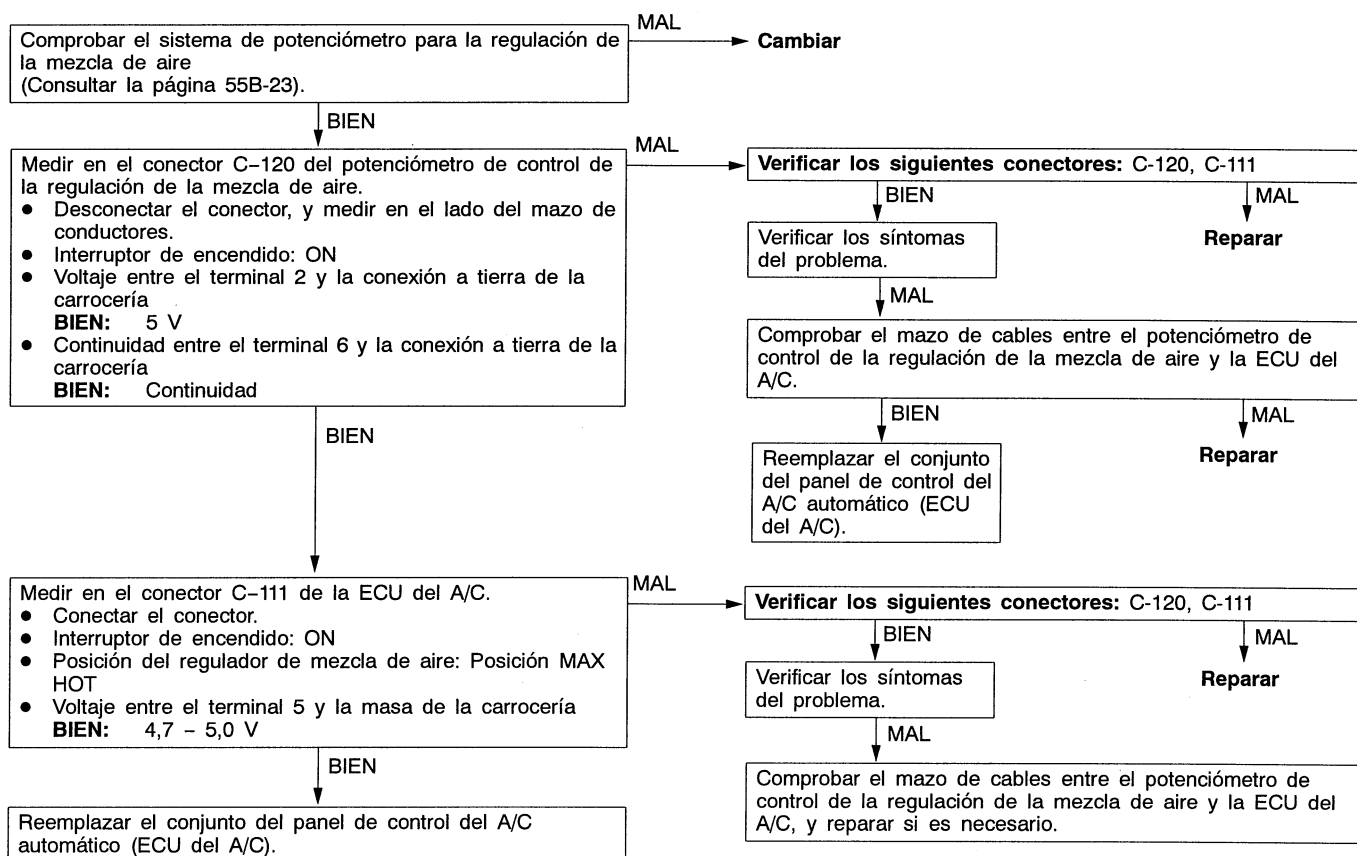 Comprobar el sistema de potenciómetro para la regulación de
la mezcla de aire
(Consultar la página 55B-23).
MAL
Cambiar
BIEN
Medir en el conector C–120 del potenciómetro de control de
la regulación de la mezcla de aire.
● Desconectar el conector, y medir en el lado del mazo de
conductores.
● Interruptor de encendido: ON
● Voltaje entre el terminal 2 y la conexión a tierra de la
carrocería
BIEN: 5 V
● Continuidad entre el terminal 6 y la conexión a tierra de la
carrocería
BIEN: Continuidad
MAL
Verificar los siguientes conectores: C-120, C-111
BIEN
MAL
Verificar los síntomas
del problema.
Reparar
MAL
Comprobar el mazo de cables entre el potenciómetro de
control de la regulación de la mezcla de aire y la ECU del
A/C.
BIEN
MAL
Reemplazar el conjunto
del panel de control del
A/C automático (ECU
del A/C).
Reparar
BIEN
Medir en el conector C–111 de la ECU del A/C.
● Conectar el conector.
● Interruptor de encendido: ON
● Posición del regulador de mezcla de aire: Posición MAX
HOT
● Voltaje entre el terminal 5 y la masa de la carrocería
BIEN: 4,7 – 5,0 V
MAL
Verificar los siguientes conectores: C-120, C-111
BIEN
MAL
Verificar los síntomas
del problema.
Reparar
MAL
Comprobar el mazo de cables entre el potenciómetro de
control de la regulación de la mezcla de aire y la ECU del
A/C, y reparar si es necesario.
BIEN
Reemplazar el conjunto del panel de control del A/C
automático (ECU del A/C).